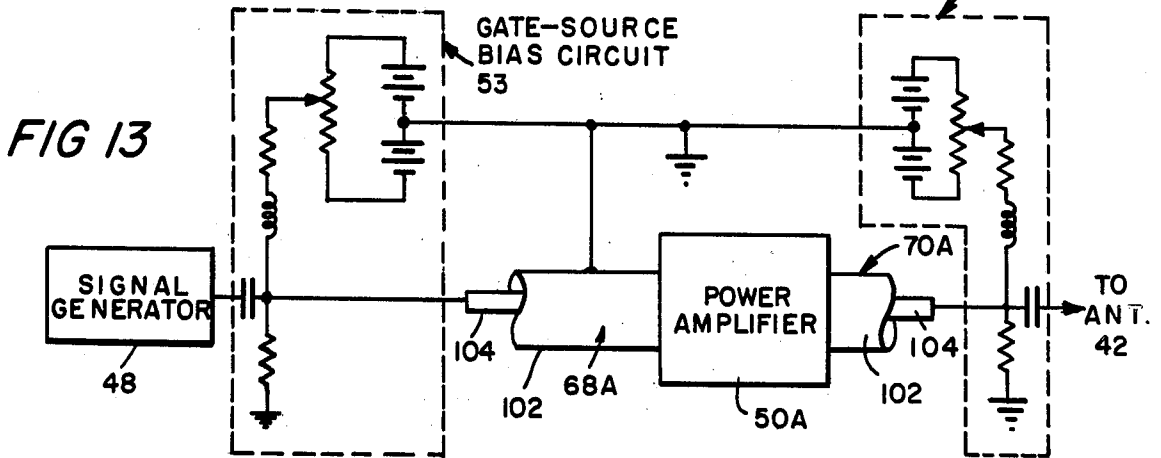 GATE-SOURCE
BIAS CIRCUIT
53
FIG 13
SIGNAL
GENERATOR
48
104
102
68A
POWER
AMPLIFIER
50A
70A
104
102
TO
ANT.
42